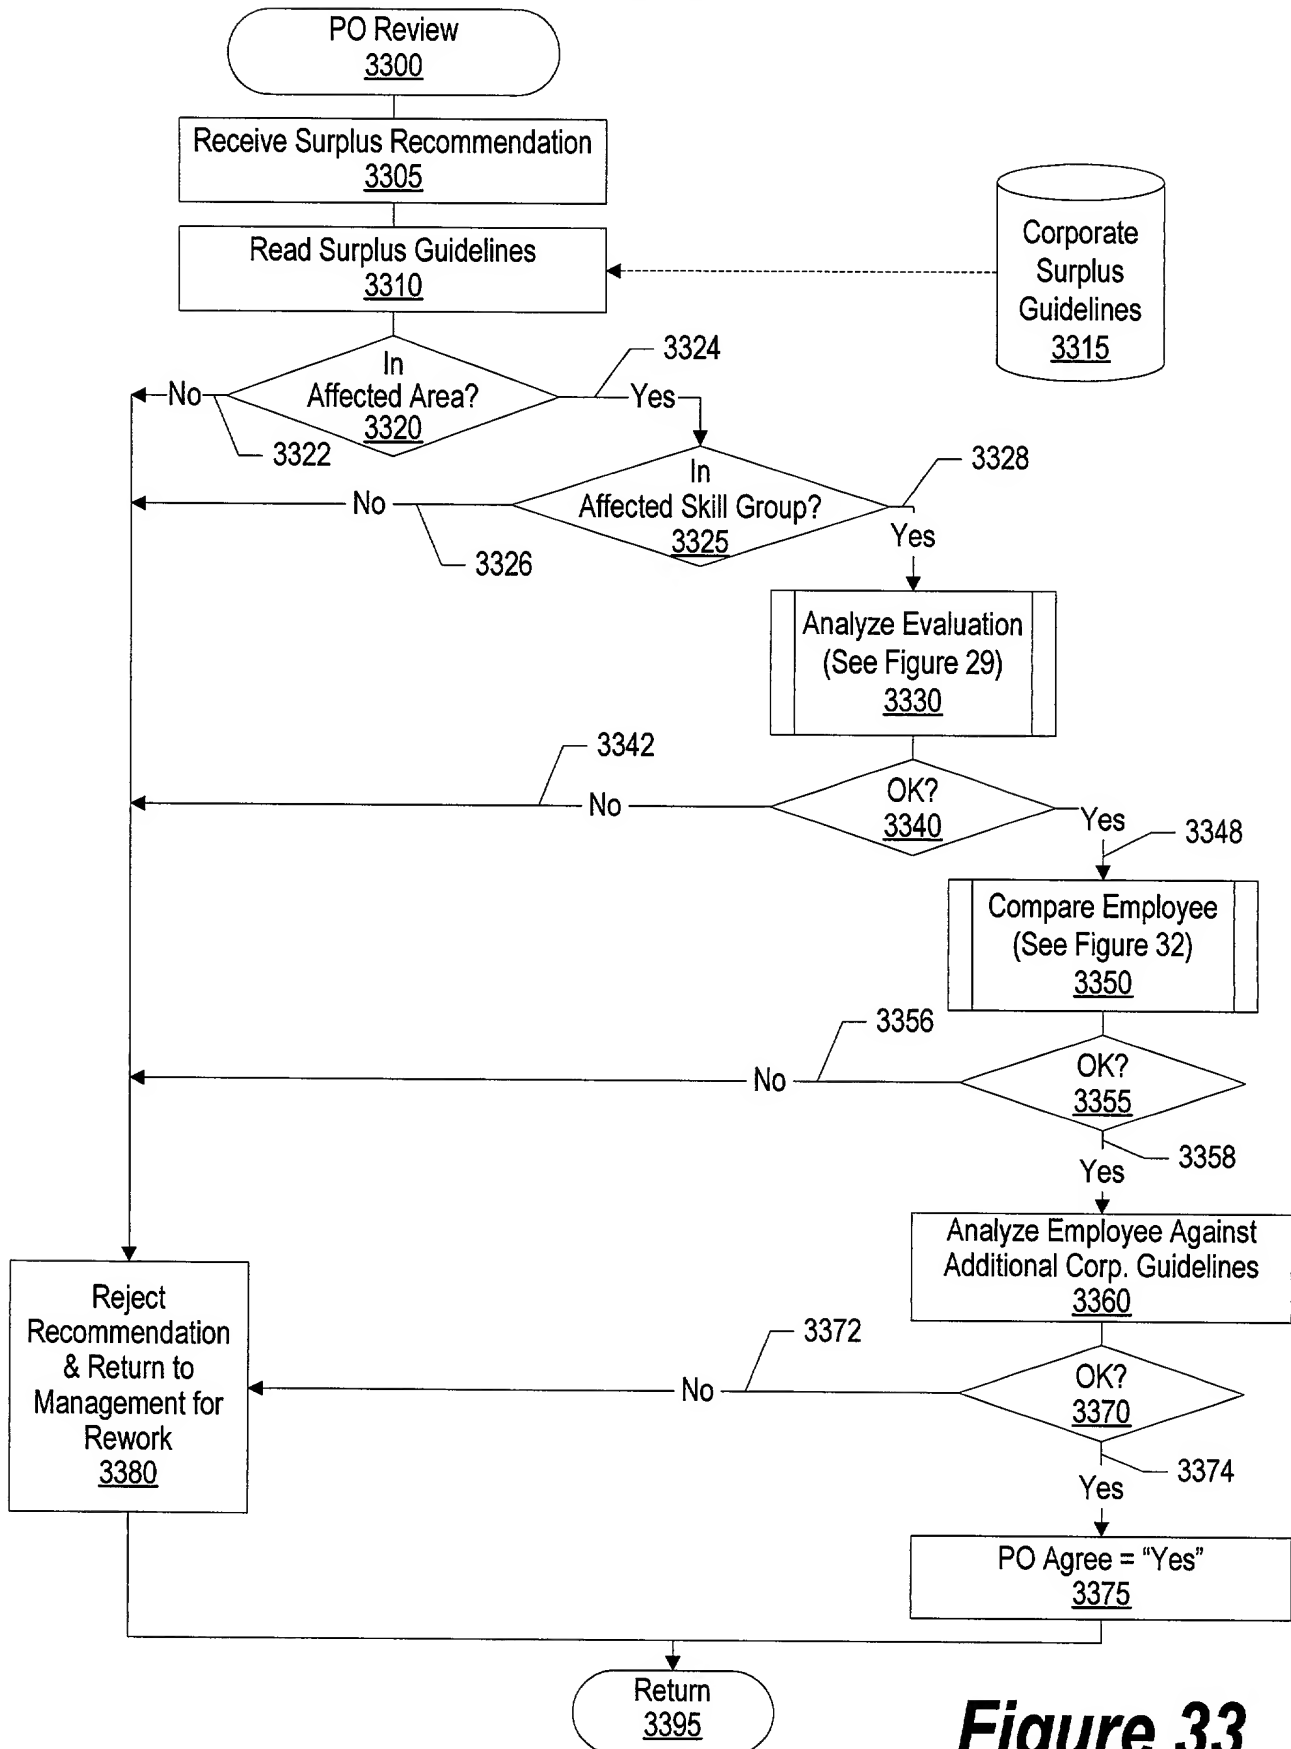 PO Review
3300
Receive Surplus Recommendation
3305
Read Surplus Guidelines
3310
Corporate
Surplus
Guidelines
3315
In
Affected Area?
3320
No
3322
Yes
3324
In
Affected Skill Group?
3325
No
3326
Yes
3328
Analyze Evaluation
(See Figure 29)
3330
OK?
3340
No
3342
Yes
3348
Compare Employee
(See Figure 32)
3350
OK?
3355
No
3356
Yes
3358
Analyze Employee Against
Additional Corp. Guidelines
3360
OK?
3370
No
3372
Yes
3374
Reject
Recommendation
& Return to
Management for
Rework
3380
PO Agree = “Yes”
3375
Return
3395
Figure 33